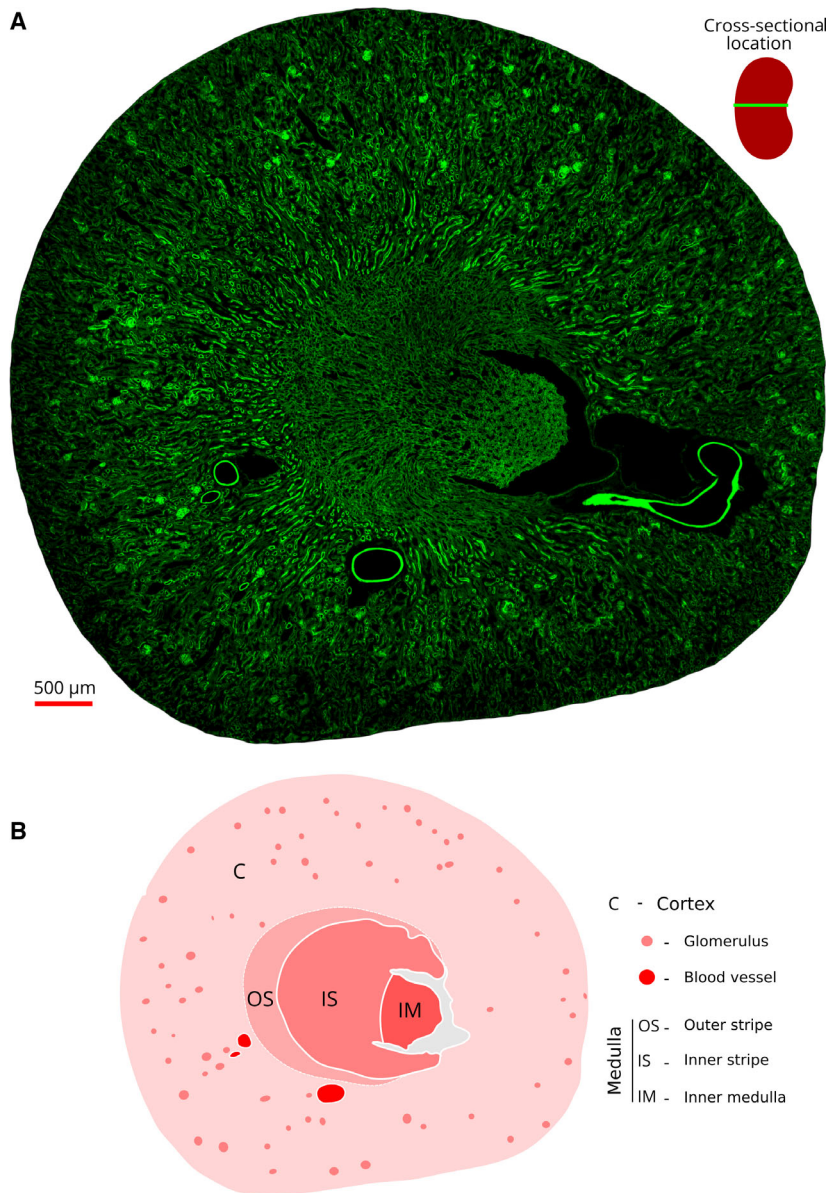 A
Cross-sectional
location
500 µm
B
C
OS
IS
IM
C - Cortex
- Glomerulus
- Blood vessel
Medulla
OS - Outer stripe
IS - Inner stripe
IM - Inner medulla